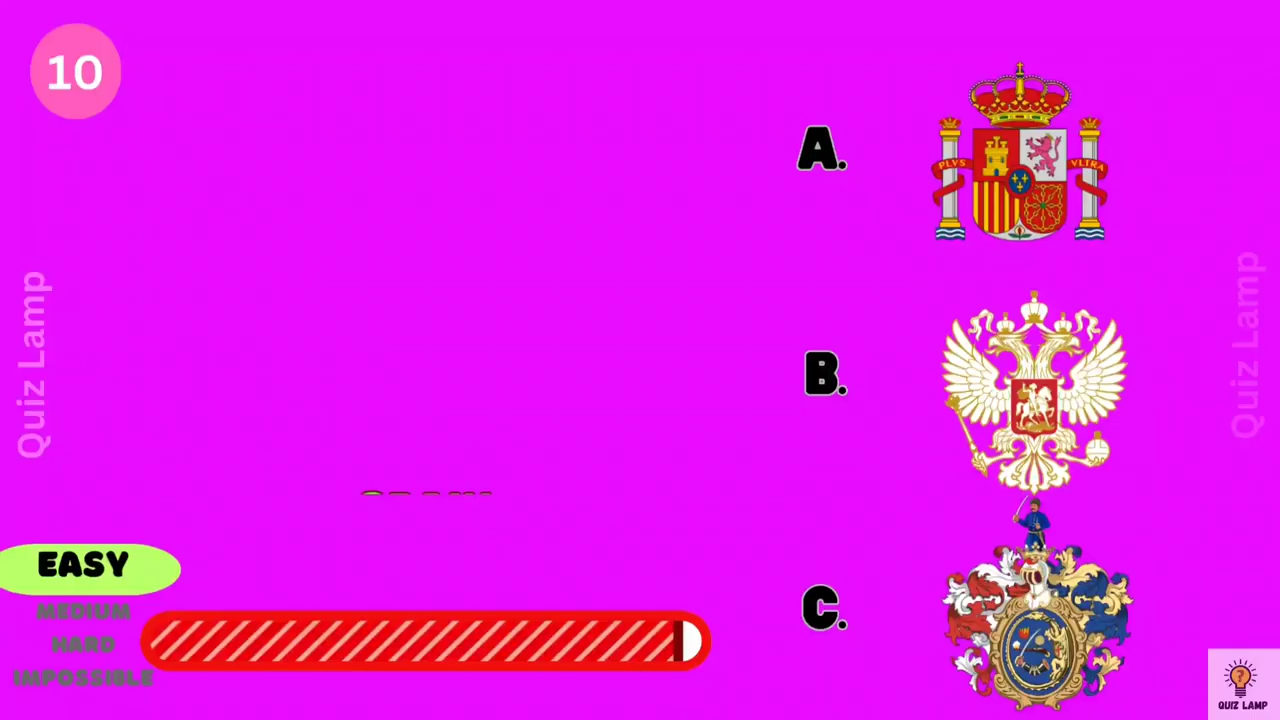 10
A.
PLVS VLTRA
B.
C.
EASY
MEDIUM
HARD
IMPOSSIBLE
Quiz Lamp
Quiz Lamp
QUIZ LAMP